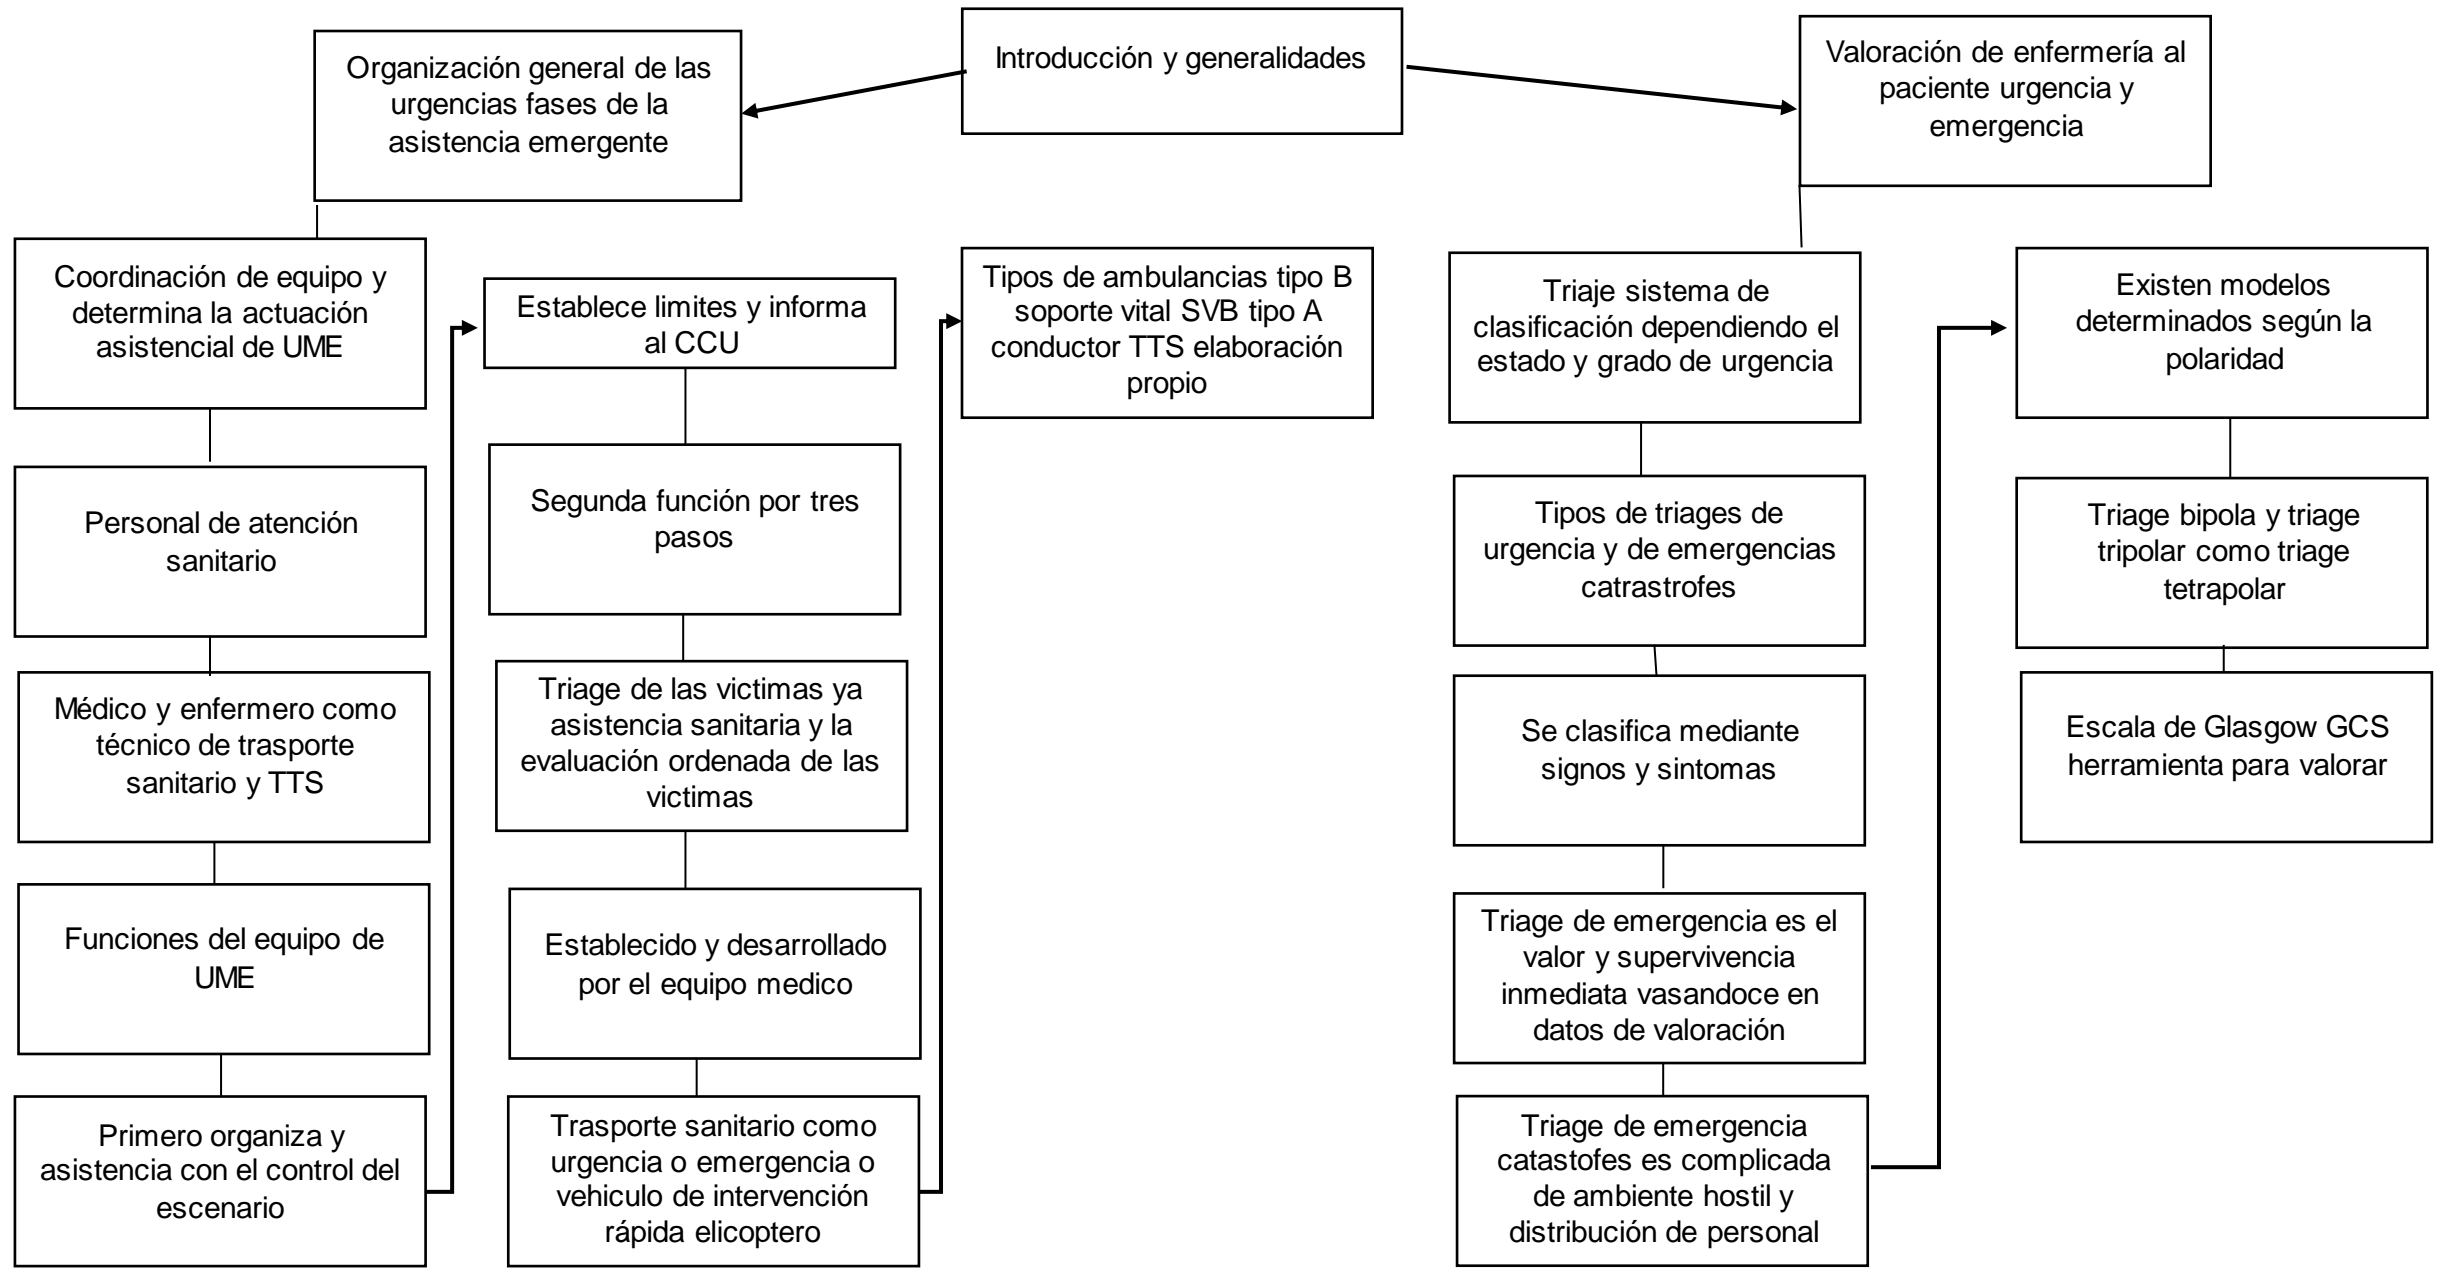 Introducción y generalidades
Organización general de las
urgencias fases de la
asistencia emergente
Coordinación de equipo y
determina la actuación
asistencial de UME
Personal de atención
sanitario
Médico y enfermero como
técnico de trasporte
sanitario y TTS
Funciones del equipo de
UME
Primero organiza y
asistencia con el control del
escenario
Establece limites y informa
al CCU
Segunda función por tres
pasos
Triage de las victimas ya
asistencia sanitaria y la
evaluación ordenada de las
victimas
Establecido y desarrollado
por el equipo medico
Trasporte sanitario como
urgencia o emergencia o
vehiculo de intervención
rápida elicoptero
Tipos de ambulancias tipo B
soporte vital SVB tipo A
conductor TTS elaboración
propio
Valoración de enfermería al
paciente urgencia y
emergencia
Triaje sistema de
clasificación dependiendo el
estado y grado de urgencia
Tipos de triages de
urgencia y de emergencias
catrastrofes
Se clasifica mediante
signos y sintomas
Triage de emergencia es el
valor y supervivencia
inmediata vasandoce en
datos de valoración
Triage de emergencia
catastofes es complicada
de ambiente hostil y
distribución de personal
Existen modelos
determinados según la
polaridad
Triage bipola y triage
tripolar como triage
tetrapolar
Escala de Glasgow GCS
herramienta para valorar